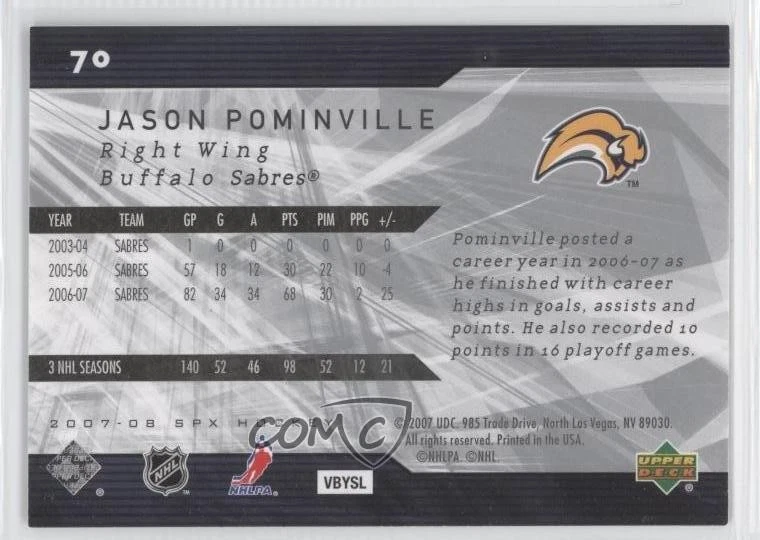 70
JASON POMINVILLE
Right Wing
Buffalo Sabres®
TM
YEAR TEAM GP G A PTS PIM PPG +/-
2003-04 SABRES 1 0 0 0 0 0 0
2005-06 SABRES 57 18 12 30 22 10 -4
2006-07 SABRES 82 34 34 68 30 2 25
3 NHL SEASONS 140 52 46 98 52 12 21
Pominville posted a
career year in 2006-07 as
he finished with career
highs in goals, assists and
points. He also recorded 10
points in 16 playoff games.
2007-08 SPX HOCKEY
COMC
©2007 UDC. 985 Trade Drive, North Las Vegas, NV 89030.
All rights reserved. Printed in the USA.
©NHLPA ©NHL.
NHL
TM
NHLPA
®
VBYSL
UPPER
DECK
®